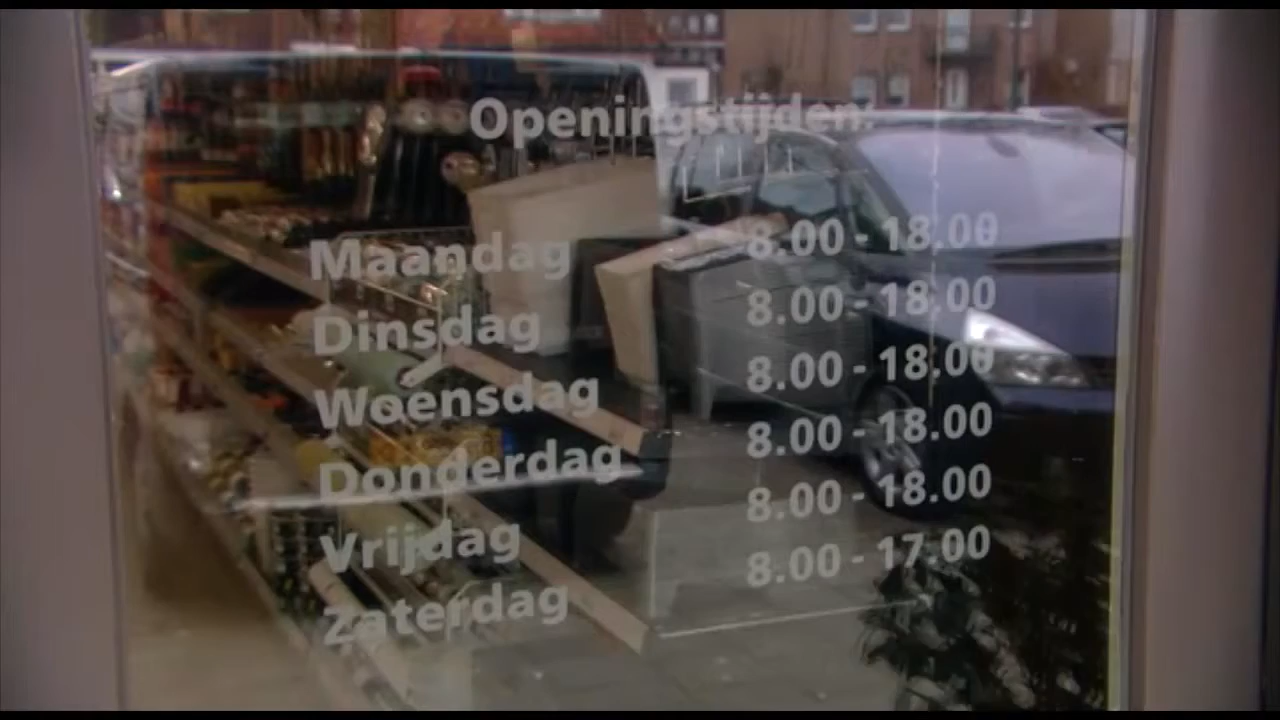 Openingstijden:
Maandag 8.00 - 18.00
Dinsdag 8.00 - 18.00
Woensdag 8.00 - 18.00
Donderdag 8.00 - 18.00
Vrijdag 8.00 - 18.00
Zaterdag 8.00 - 17.00